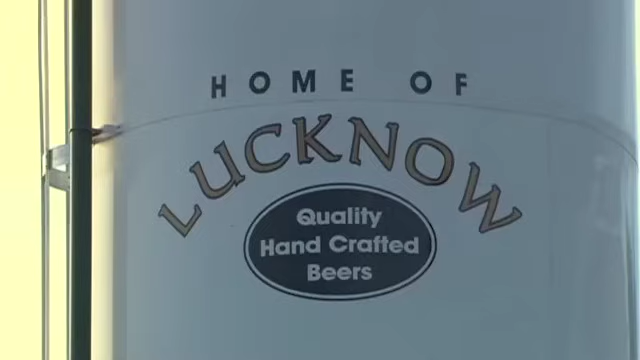 HOME OF
LUCKNOW
Quality
Hand Crafted
Beers